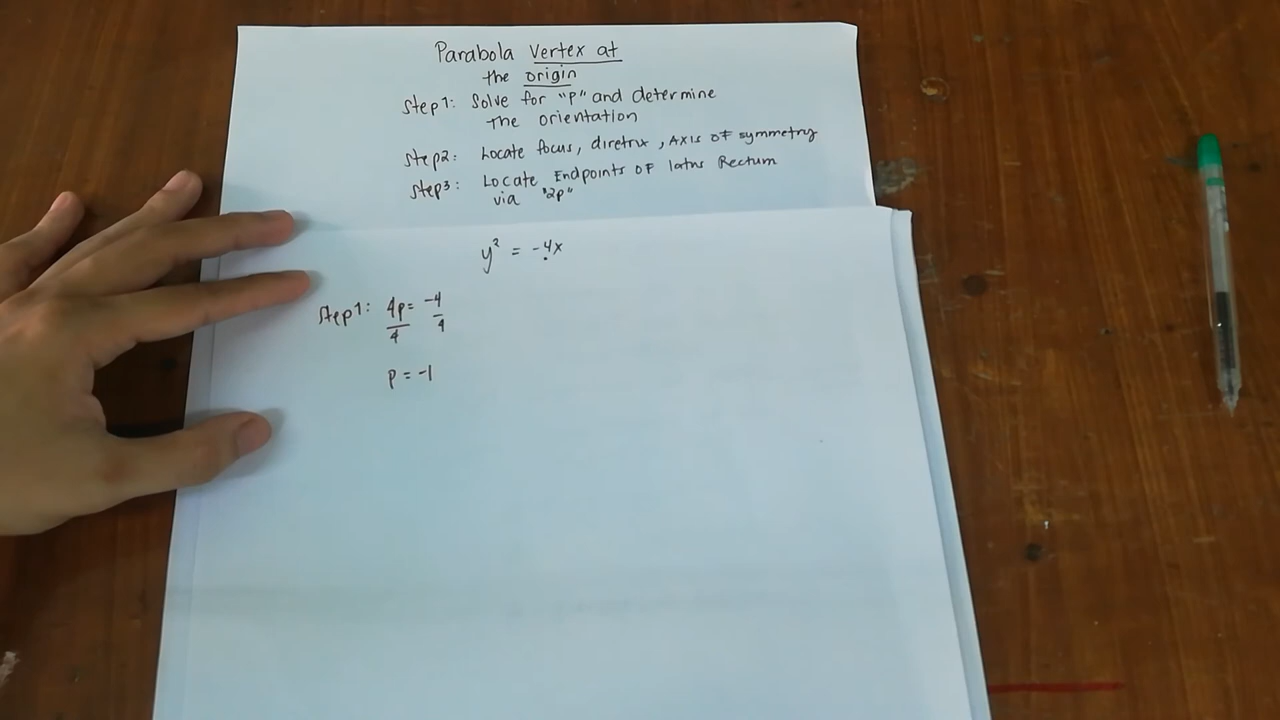 Parabola Vertex at
the origin
Step1: Solve for "p" and determine
the orientation
Step2: Locate focus, diretrix, Axis of symmetry
Step3: Locate Endpoints of latus Rectum
via "2p"
y² = -4x
Step1: 4p = -4
4 4
p = -1